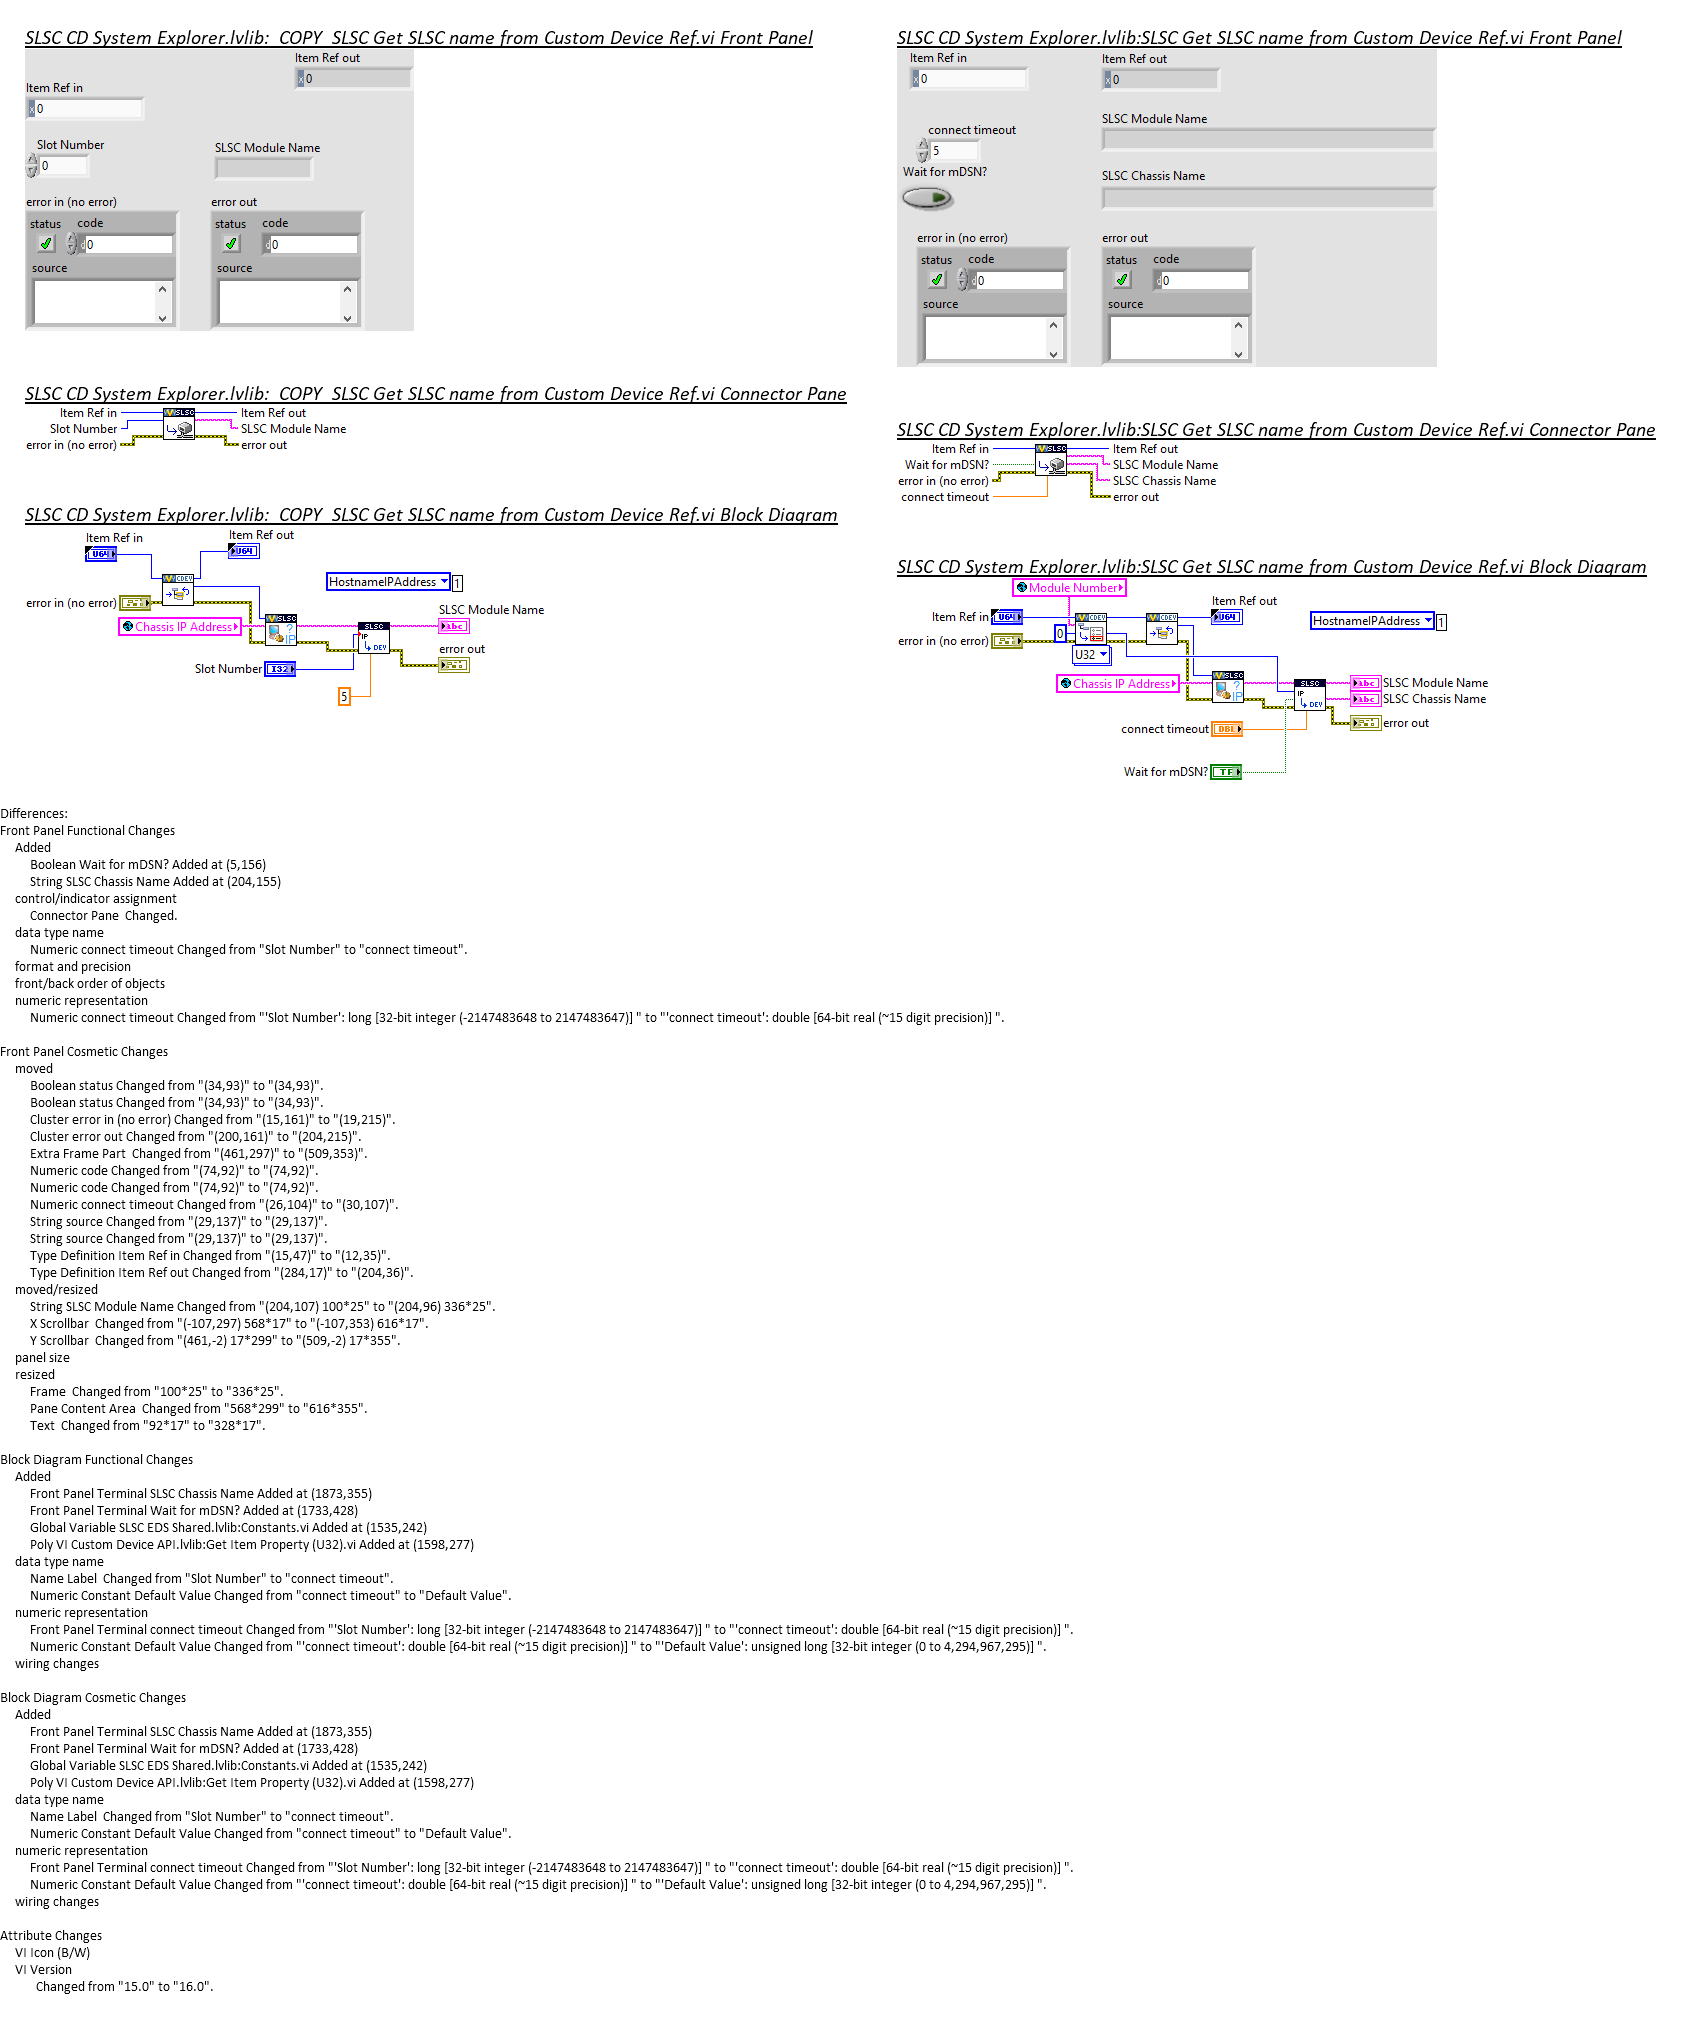 SLSC CD System Explorer.lvlib:  COPY  SLSC Get SLSC name from Custom Device Ref.vi Front Panel
Item Ref out
0
Item Ref in
0
Slot Number
0
SLSC Module Name
error in (no error)
status code
0
source
error out
status code
0
source
SLSC CD System Explorer.lvlib:  COPY  SLSC Get SLSC name from Custom Device Ref.vi Connector Pane
Item Ref in
Slot Number
error in (no error)
SLSC
Item Ref out
SLSC Module Name
error out
SLSC CD System Explorer.lvlib:  COPY  SLSC Get SLSC name from Custom Device Ref.vi Block Diagram
Item Ref in
U64
Item Ref out
U64
HostnameIPAddress 1
CDEV
error in (no error)
Chassis IP Address
SLSC
? IP
SLSC
IP
DEV
SLSC Module Name
abc
error out
Slot Number I32
5
SLSC CD System Explorer.lvlib:SLSC Get SLSC name from Custom Device Ref.vi Front Panel
Item Ref in
0
Item Ref out
0
SLSC Module Name
connect timeout
5
Wait for mDSN?
SLSC Chassis Name
error in (no error)
status code
0
source
error out
status code
0
source
SLSC CD System Explorer.lvlib:SLSC Get SLSC name from Custom Device Ref.vi Connector Pane
Item Ref in
Wait for mDSN?
error in (no error)
connect timeout
SLSC
Item Ref out
SLSC Module Name
SLSC Chassis Name
error out
SLSC CD System Explorer.lvlib:SLSC Get SLSC name from Custom Device Ref.vi Block Diagram
Module Number
Item Ref in U64
CDEV
CDEV
Item Ref out
U64
HostnameIPAddress 1
error in (no error)
0
U32
Chassis IP Address
SLSC
? IP
SLSC
IP
DEV
abc SLSC Module Name
abc SLSC Chassis Name
error out
connect timeout DBL
Wait for mDSN? TF
Differences:
Front Panel Functional Changes
Added
Boolean Wait for mDSN? Added at (5,156)
String SLSC Chassis Name Added at (204,155)
control/indicator assignment
Connector Pane  Changed.
data type name
Numeric connect timeout Changed from "Slot Number" to "connect timeout".
format and precision
front/back order of objects
numeric representation
Numeric connect timeout Changed from "'Slot Number': long [32-bit integer (-2147483648 to 2147483647)] " to "'connect timeout': double [64-bit real (~15 digit precision)] ".
Front Panel Cosmetic Changes
moved
Boolean status Changed from "(34,93)" to "(34,93)".
Boolean status Changed from "(34,93)" to "(34,93)".
Cluster error in (no error) Changed from "(15,161)" to "(19,215)".
Cluster error out Changed from "(200,161)" to "(204,215)".
Extra Frame Part  Changed from "(461,297)" to "(509,353)".
Numeric code Changed from "(74,92)" to "(74,92)".
Numeric code Changed from "(74,92)" to "(74,92)".
Numeric connect timeout Changed from "(26,104)" to "(30,107)".
String source Changed from "(29,137)" to "(29,137)".
String source Changed from "(29,137)" to "(29,137)".
Type Definition Item Ref in Changed from "(15,47)" to "(12,35)".
Type Definition Item Ref out Changed from "(284,17)" to "(204,36)".
moved/resized
String SLSC Module Name Changed from "(204,107) 100*25" to "(204,96) 336*25".
X Scrollbar  Changed from "(-107,297) 568*17" to "(-107,353) 616*17".
Y Scrollbar  Changed from "(461,-2) 17*299" to "(509,-2) 17*355".
panel size
resized
Frame  Changed from "100*25" to "336*25".
Pane Content Area  Changed from "568*299" to "616*355".
Text  Changed from "92*17" to "328*17".
Block Diagram Functional Changes
Added
Front Panel Terminal SLSC Chassis Name Added at (1873,355)
Front Panel Terminal Wait for mDSN? Added at (1733,428)
Global Variable SLSC EDS Shared.lvlib:Constants.vi Added at (1535,242)
Poly VI Custom Device API.lvlib:Get Item Property (U32).vi Added at (1598,277)
data type name
Name Label  Changed from "Slot Number" to "connect timeout".
Numeric Constant Default Value Changed from "connect timeout" to "Default Value".
numeric representation
Front Panel Terminal connect timeout Changed from "'Slot Number': long [32-bit integer (-2147483648 to 2147483647)] " to "'connect timeout': double [64-bit real (~15 digit precision)] ".
Numeric Constant Default Value Changed from "'connect timeout': double [64-bit real (~15 digit precision)] " to "'Default Value': unsigned long [32-bit integer (0 to 4,294,967,295)] ".
wiring changes
Block Diagram Cosmetic Changes
Added
Front Panel Terminal SLSC Chassis Name Added at (1873,355)
Front Panel Terminal Wait for mDSN? Added at (1733,428)
Global Variable SLSC EDS Shared.lvlib:Constants.vi Added at (1535,242)
Poly VI Custom Device API.lvlib:Get Item Property (U32).vi Added at (1598,277)
data type name
Name Label  Changed from "Slot Number" to "connect timeout".
Numeric Constant Default Value Changed from "connect timeout" to "Default Value".
numeric representation
Front Panel Terminal connect timeout Changed from "'Slot Number': long [32-bit integer (-2147483648 to 2147483647)] " to "'connect timeout': double [64-bit real (~15 digit precision)] ".
Numeric Constant Default Value Changed from "'connect timeout': double [64-bit real (~15 digit precision)] " to "'Default Value': unsigned long [32-bit integer (0 to 4,294,967,295)] ".
wiring changes
Attribute Changes
VI Icon (B/W)
VI Version
Changed from "15.0" to "16.0".